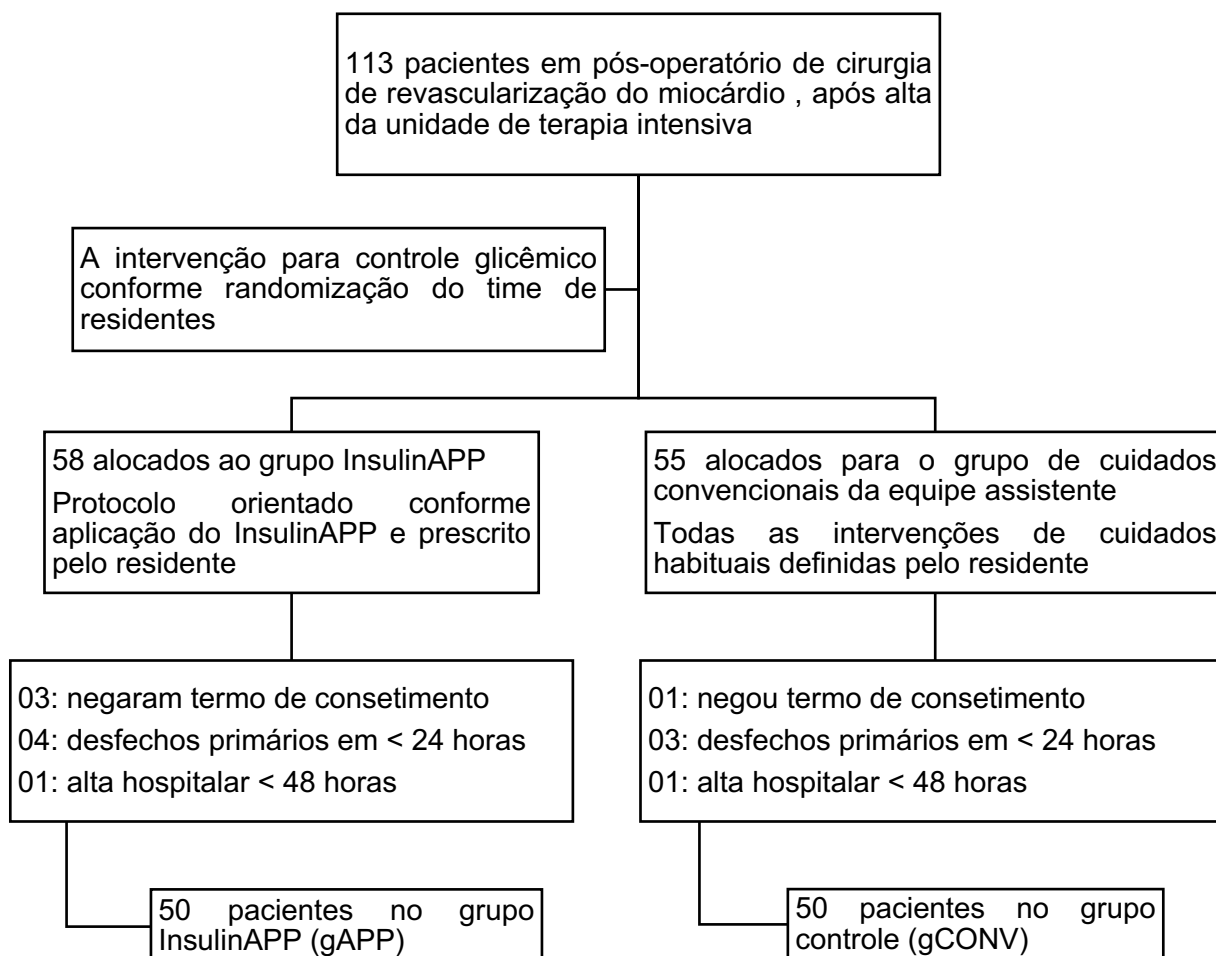 113 pacientes em pós-operatório de cirurgia
de revascularização do miocárdio , após alta
da unidade de terapia intensiva
A intervenção para controle glicêmico
conforme randomização do time de
residentes
58 alocados ao grupo InsulinAPP
Protocolo orientado conforme
aplicação do InsulinAPP e prescrito
pelo residente
55 alocados para o grupo de cuidados
convencionais da equipe assistente
Todas as intervenções de cuidados
habituais definidas pelo residente
03: negaram termo de consetimento
04: desfechos primários em < 24 horas
01: alta hospitalar < 48 horas
01: negou termo de consetimento
03: desfechos primários em < 24 horas
01: alta hospitalar < 48 horas
50 pacientes no grupo
InsulinAPP (gAPP)
50 pacientes no grupo
controle (gCONV)